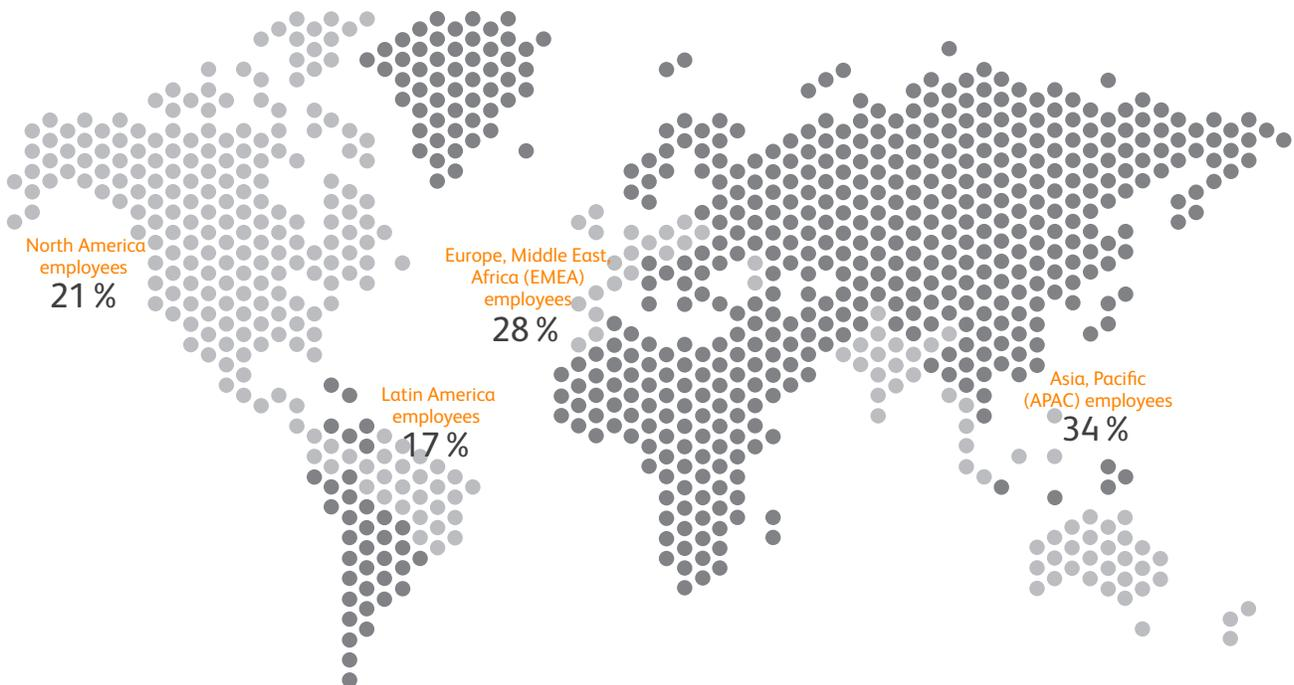 North America
employees
21 %
Europe, Middle East,
Africa (EMEA)
employees
28 %
Latin America
employees
17 %
Asia, Pacific
(APAC) employees
34 %